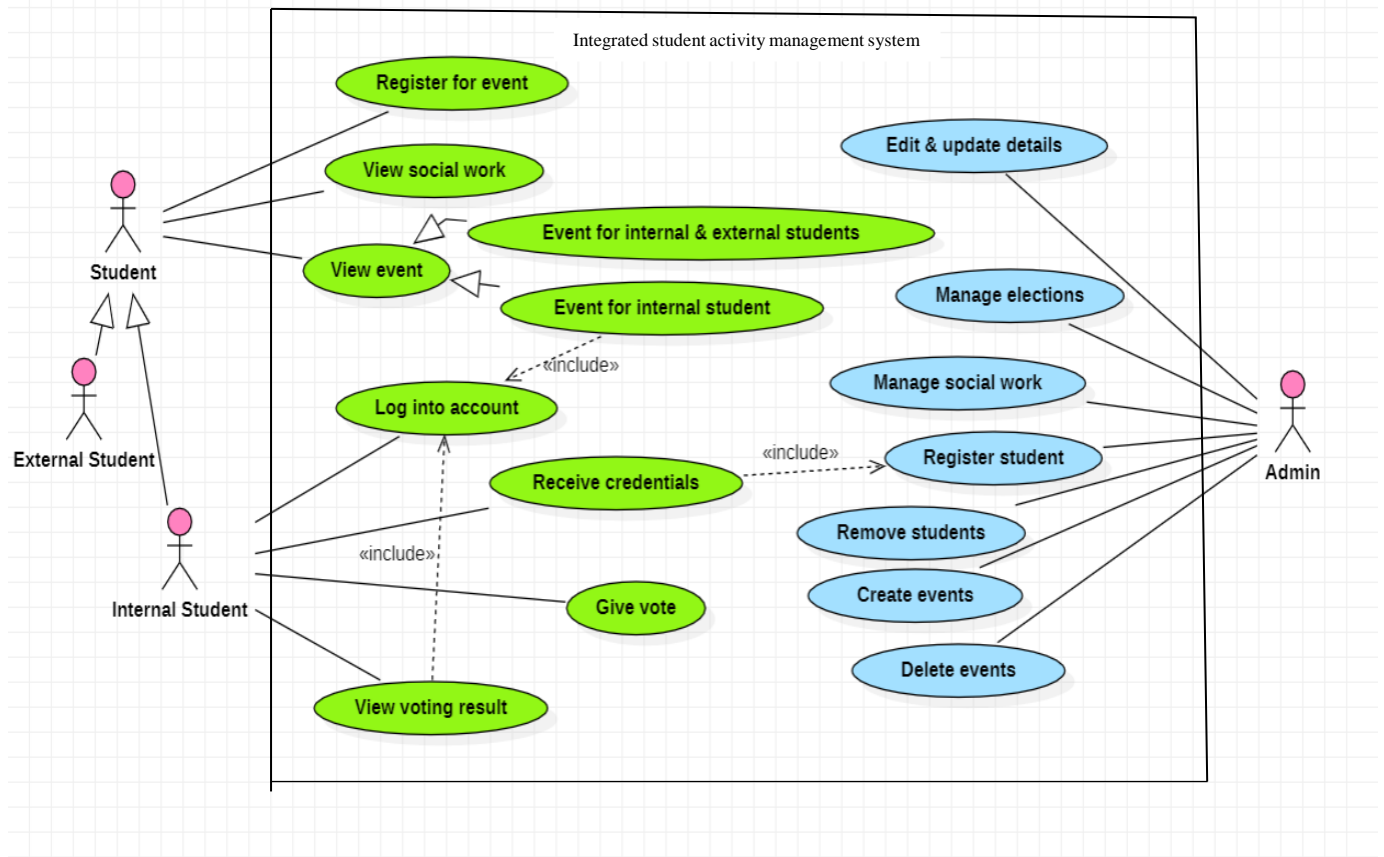 Integrated student activity management system
Register for event
Edit & update details
View social work
Event for internal & external students
View event
Student
Manage elections
Event for internal student
«include»
Manage social work
Log into account
External Student
«include»
Register student
Admin
Receive credentials
Remove students
«include»
Create events
Internal Student
Give vote
Delete events
View voting result